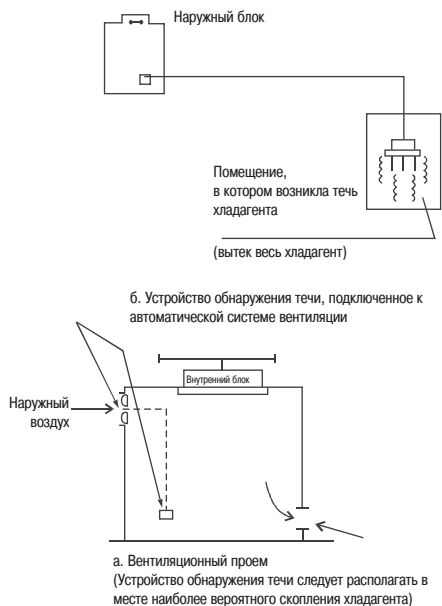 Наружный блок
Помещение,
в котором возникла течь
хладагента
(вытек весь хладагент)
б. Устройство обнаружения течи, подключенное к
автоматической системе вентиляции
Внутренний блок
Наружный
воздух
а. Вентиляционный проем
(Устройство обнаружения течи следует располагать в
месте наиболее вероятного скопления хладагента)